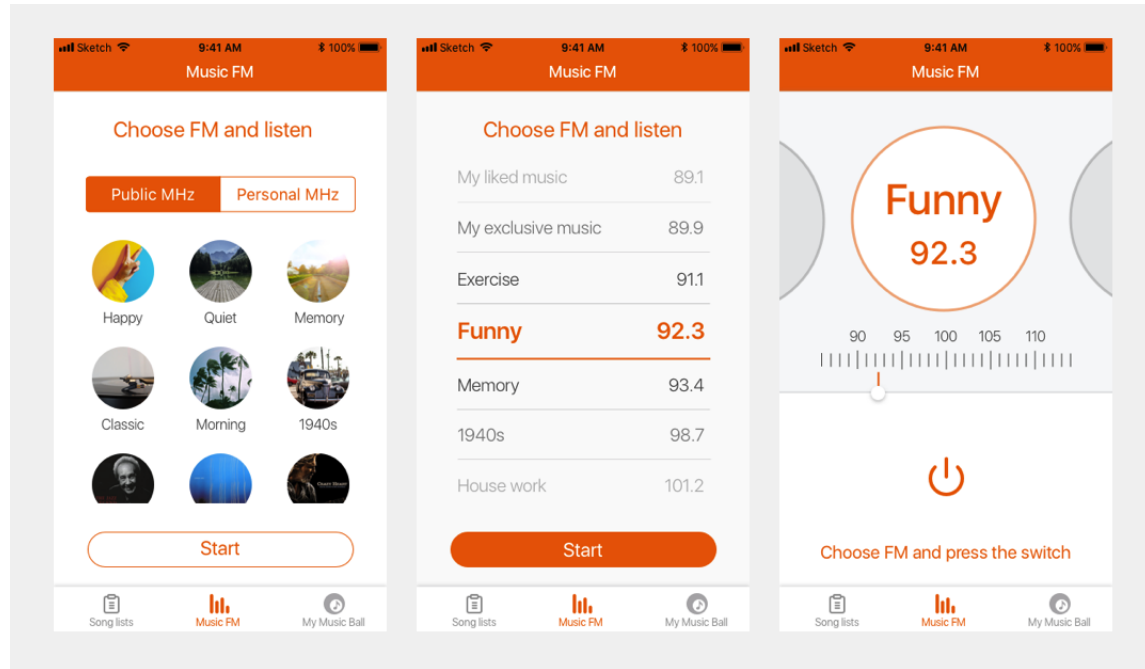 Sketch 9:41 AM 100%
Music FM
Choose FM and listen
Public MHz Personal MHz
Happy Quiet Memory
Classic Morning 1940s
Start
Song lists Music FM My Music Ball
Sketch 9:41 AM 100%
Music FM
Choose FM and listen
My liked music 89.1
My exclusive music 89.9
Exercise 91.1
Funny 92.3
Memory 93.4
1940s 98.7
House work 101.2
Start
Song lists Music FM My Music Ball
Sketch 9:41 AM 100%
Music FM
Funny
92.3
90 95 100 105 110
Choose FM and press the switch
Song lists Music FM My Music Ball